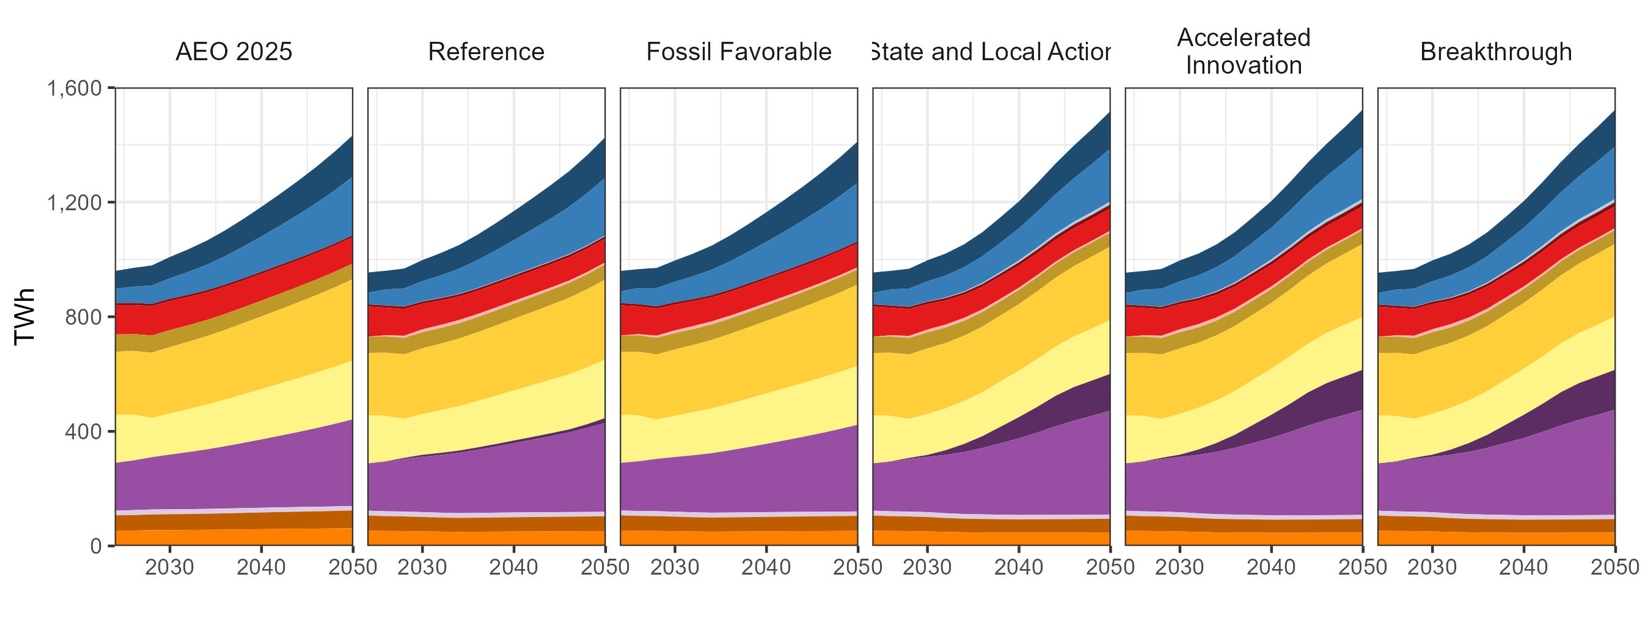 AEO 2025
Reference
Fossil Favorable
State and Local Action
Accelerated
Innovation
Breakthrough
TWh
1,600
1,200
800
400
0
2030 2040 2050
2030 2040 2050
2030 2040 2050
2030 2040 2050
2030 2040 2050
2030 2040 2050